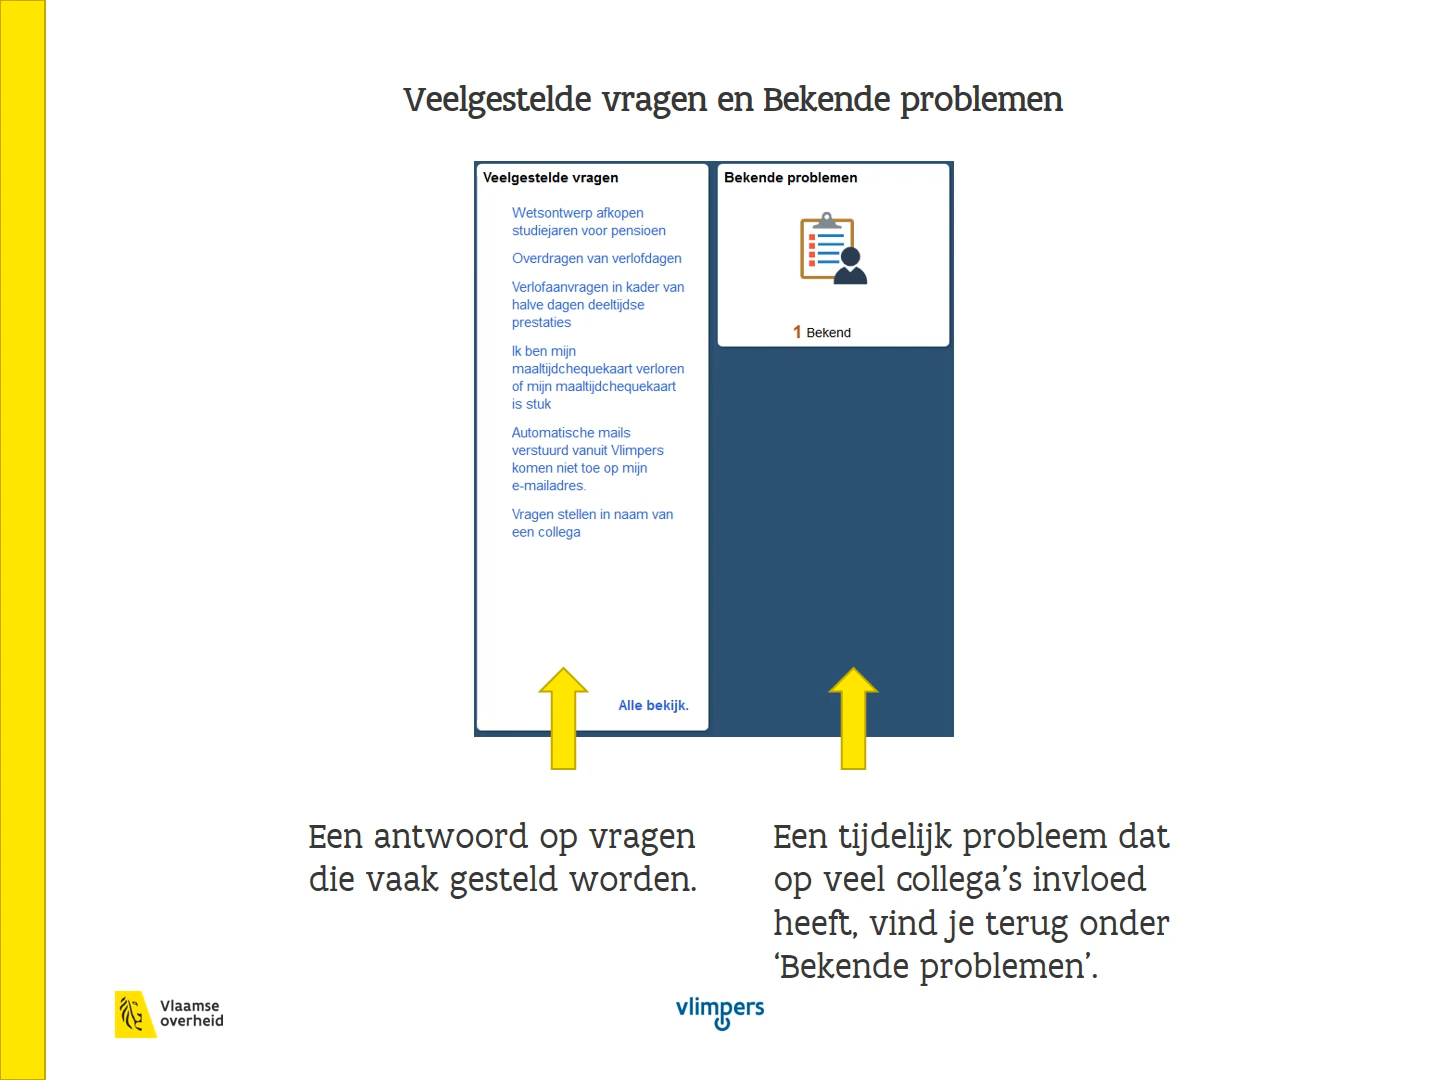 Veelgestelde vragen en Bekende problemen
Veelgestelde vragen
Wetsontwerp afkopen
studiejaren voor pensioen
Overdragen van verlofdagen
Verlofaanvragen in kader van
halve dagen deeltijdse
prestaties
Ik ben mijn
maaltijdchequekaart verloren
of mijn maaltijdchequekaart
is stuk
Automatische mails
verstuurd vanuit Vlimpers
komen niet toe op mijn
e-mailadres.
Vragen stellen in naam van
een collega
Alle bekijk.
Bekende problemen
1 Bekend
Een antwoord op vragen
die vaak gesteld worden.
Een tijdelijk probleem dat
op veel collega’s invloed
heeft, vind je terug onder
‘Bekende problemen’.
Vlaamse
overheid
vlimpers